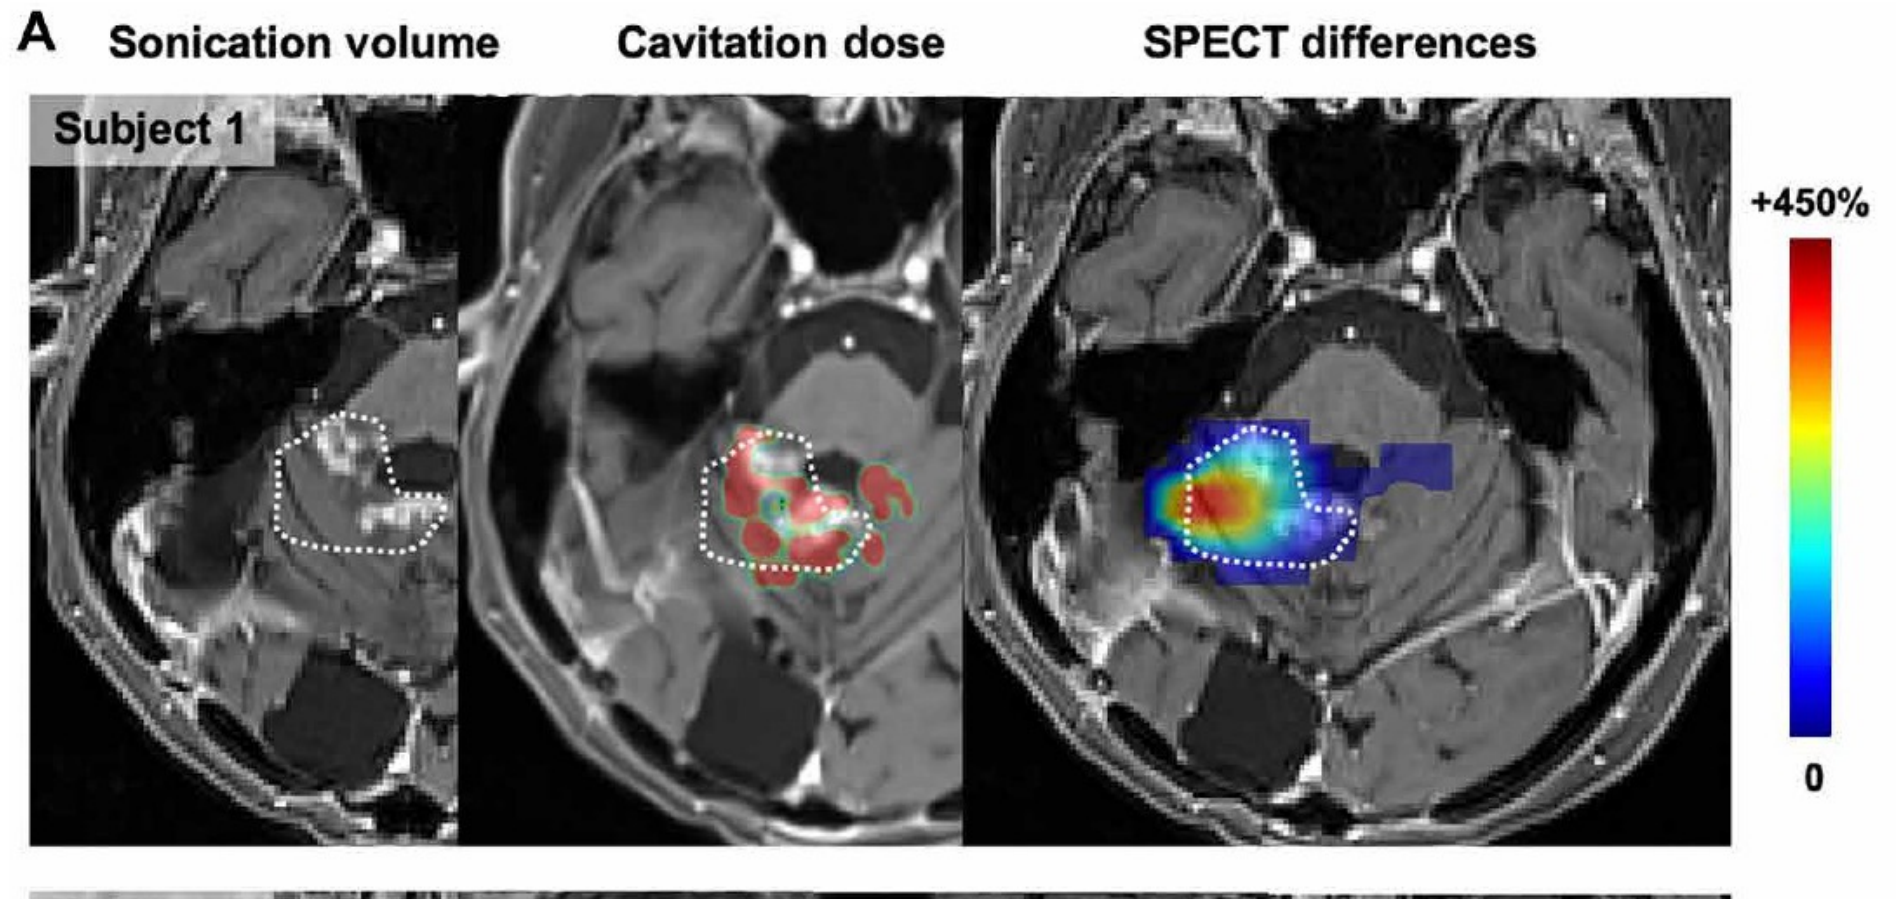 A
Sonication volume Cavitation dose SPECT differences
Subject 1
+450%
0